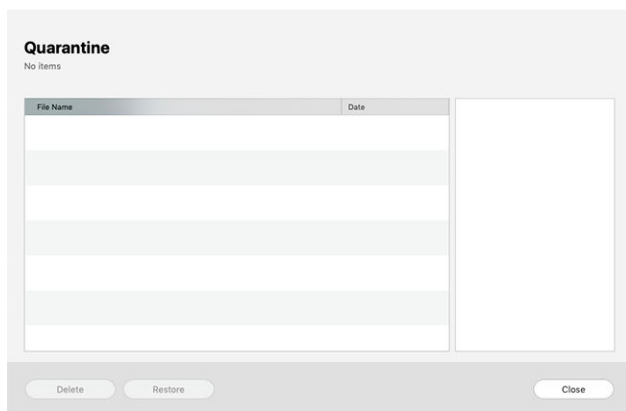 Quarantine
No items
File Name Date
Delete Restore Close